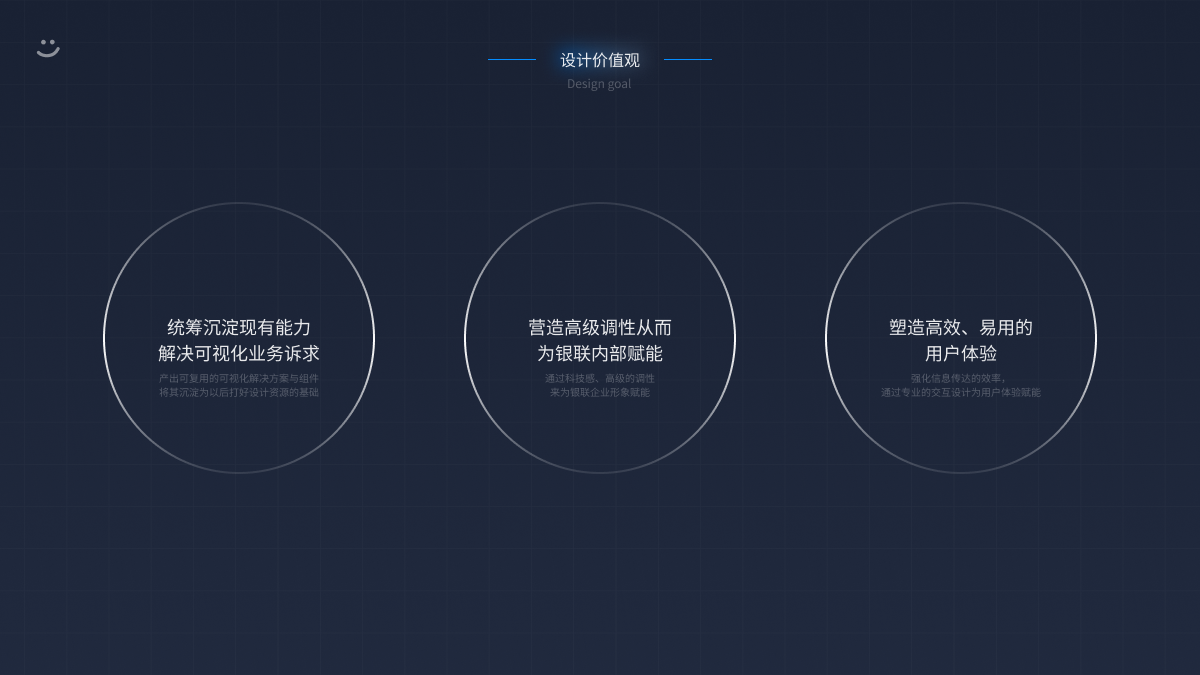 设计价值观
Design goal
统筹沉淀现有能力
解决可视化业务诉求
产出可复用的可视化解决方案与组件
将其沉淀为以后打好设计资源的基础
营造高级调性从而
为银联内部赋能
通过科技感、高级的调性
来为银联企业形象赋能
塑造高效、易用的
用户体验
强化信息传达的效率，
通过专业的交互设计为用户体验赋能